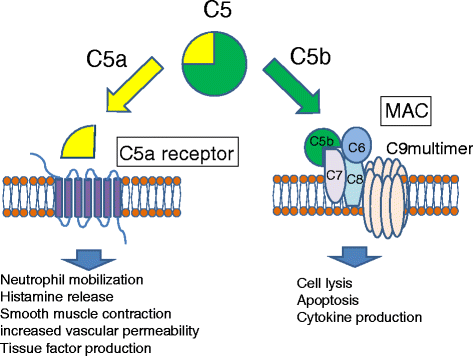 C5
C5a
C5b
MAC
C5a receptor
C5b
C6
C9multimer
C7
C8
Neutrophil mobilization
Histamine release
Smooth muscle contraction
increased vascular permeability
Tissue factor production
Cell lysis
Apoptosis
Cytokine production